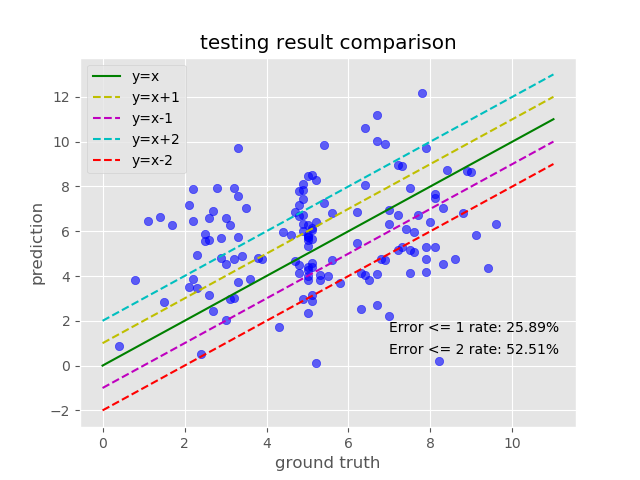 testing result comparison
y=x
y=x+1
y=x-1
y=x+2
y=x-2
12
10
8
6
4
2
0
−2
prediction
Error <= 1 rate: 25.89%
Error <= 2 rate: 52.51%
0 2 4 6 8 10
ground truth